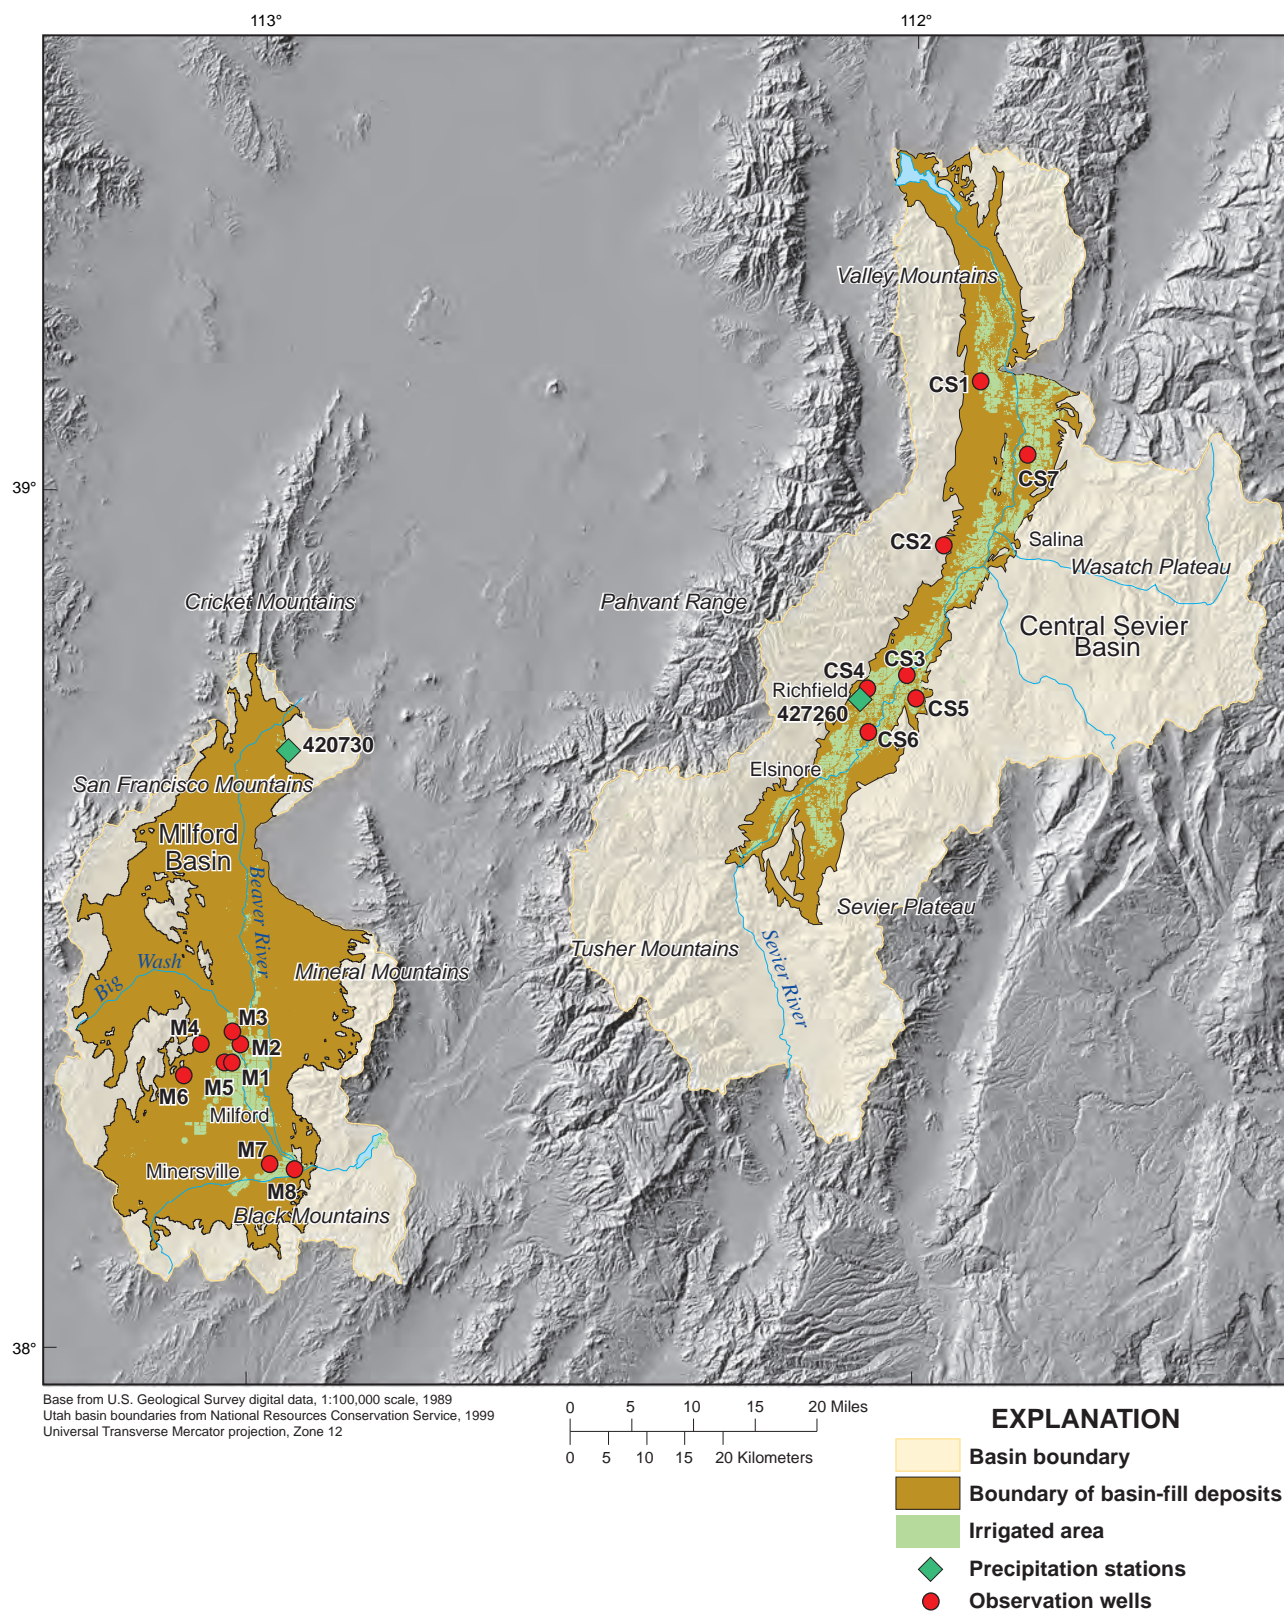 113°
112°
Valley Mountains
CS1
39°
CS7
CS2
Salina
Wasatch Plateau
Cricket Mountains
Pahvant Range
Central Sevier
Basin
CS3
CS4
Richfield
427260
CS5
CS6
420730
Elsinore
San Francisco Mountains
Milford
Basin
Beaver River
Sevier Plateau
Tusher Mountains
Sevier River
Big Wash
Mineral Mountains
M3
M4
M2
M5
M1
M6
Milford
M7
Minersville
M8
Black Mountains
38°
Base from U.S. Geological Survey digital data, 1:100,000 scale, 1989
Utah basin boundaries from National Resources Conservation Service, 1999
Universal Transverse Mercator projection, Zone 12
0 5 10 15 20 Miles
0 5 10 15 20 Kilometers
EXPLANATION
Basin boundary
Boundary of basin-fill deposits
Irrigated area
Precipitation stations
Observation wells